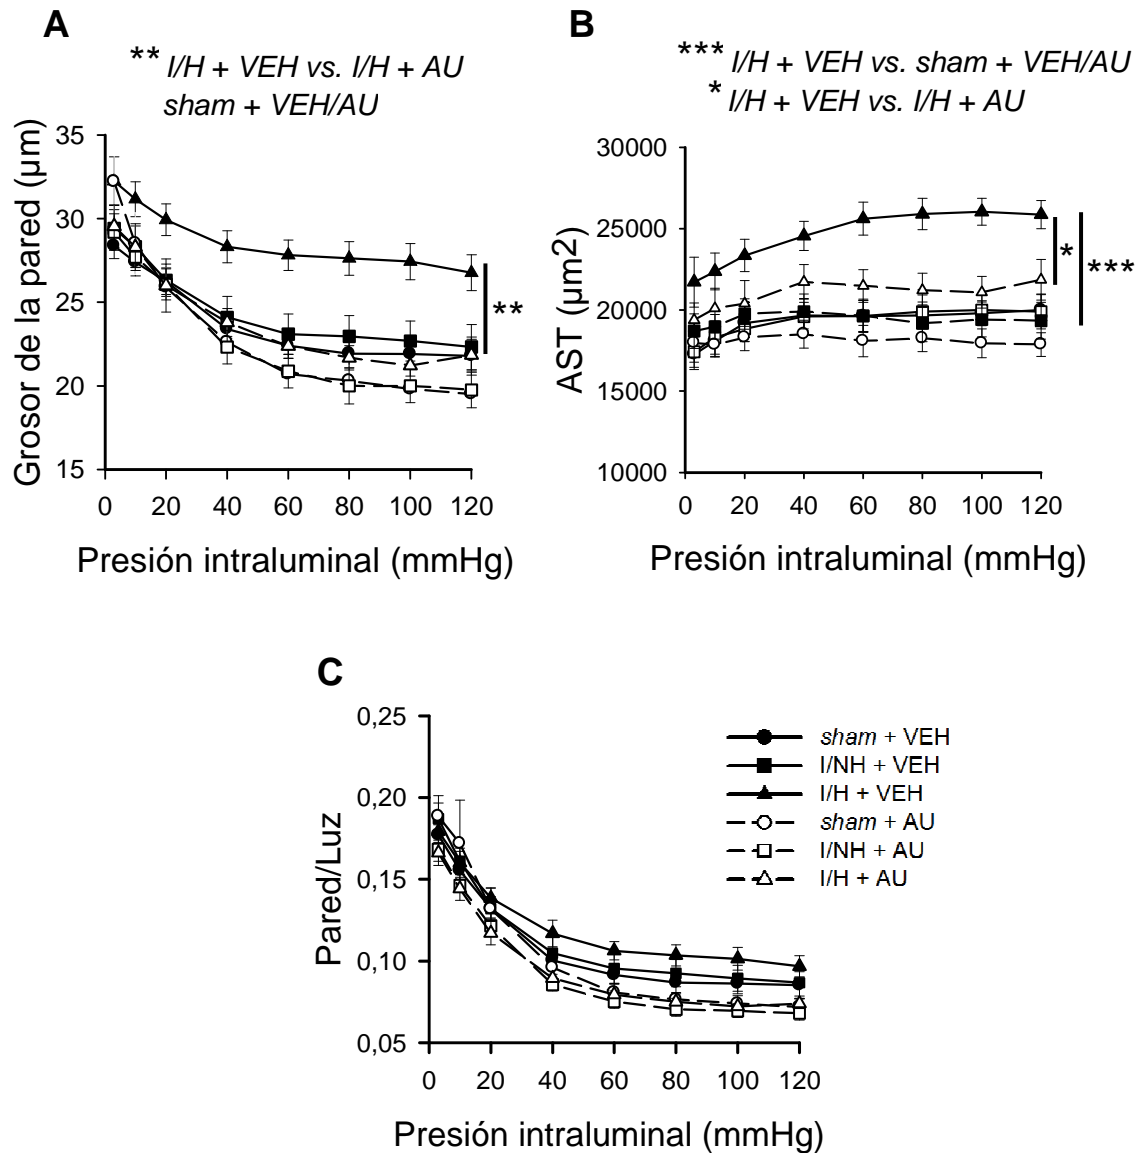 A
** I/H + VEH vs. I/H + AU
sham + VEH/AU
Grosor de la pared (µm)
35
30
25
20
15
**
0 20 40 60 80 100 120
Presión intraluminal (mmHg)
B
*** I/H + VEH vs. sham + VEH/AU
* I/H + VEH vs. I/H + AU
AST (µm2)
30000
25000
20000
15000
10000
*
***
0 20 40 60 80 100 120
Presión intraluminal (mmHg)
C
Pared/Luz
0,25
0,20
0,15
0,10
0,05
0 20 40 60 80 100 120
Presión intraluminal (mmHg)
sham + VEH
I/NH + VEH
I/H + VEH
sham + AU
I/NH + AU
I/H + AU